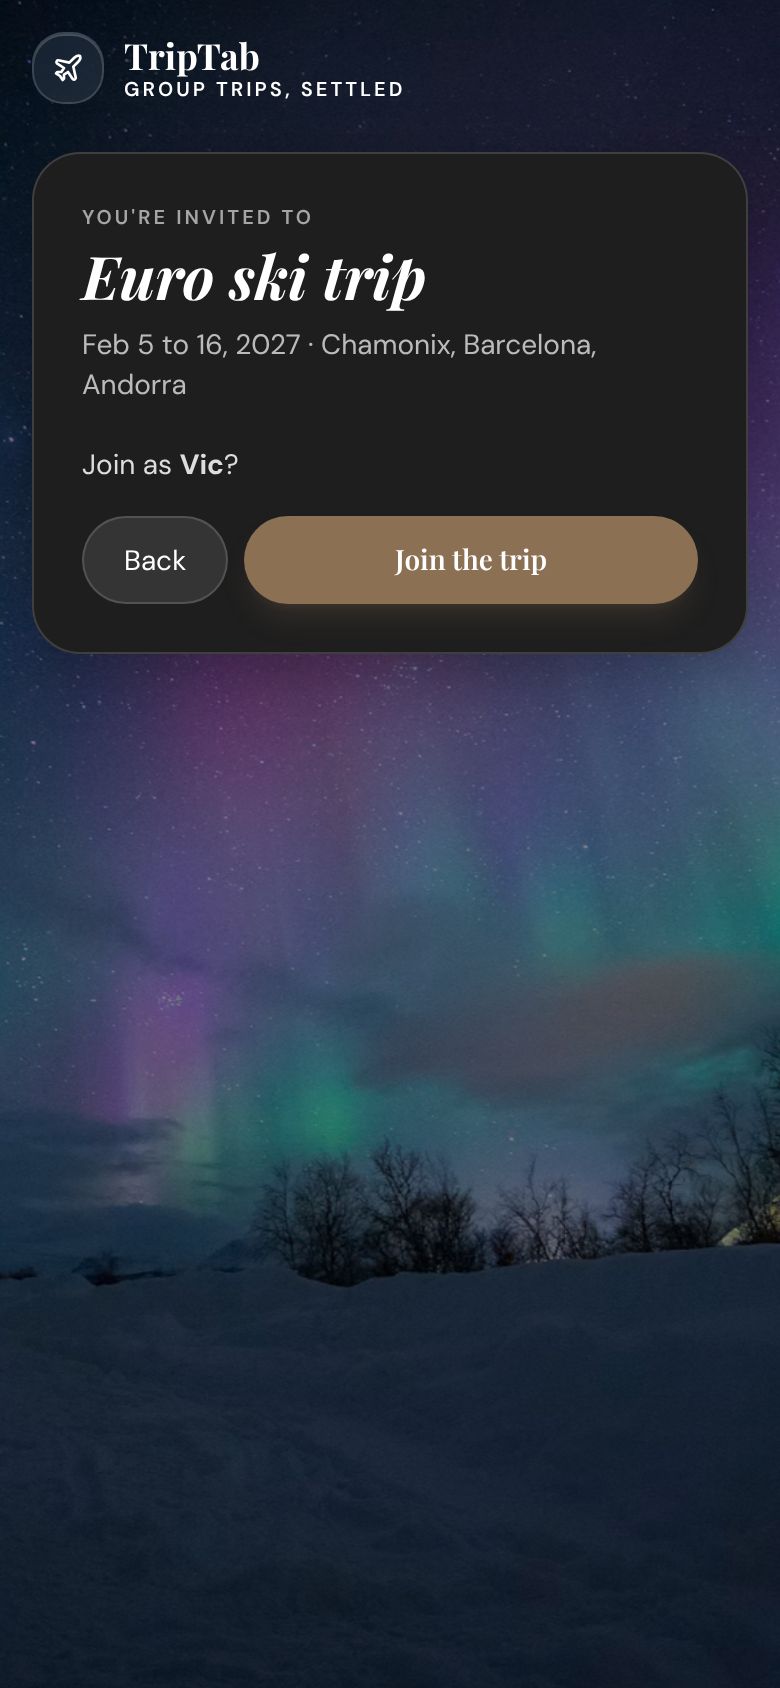 TripTab
GROUP TRIPS, SETTLED
YOU'RE INVITED TO
Euro ski trip
Feb 5 to 16, 2027 · Chamonix, Barcelona,
Andorra
Join as Vic?
Back
Join the trip